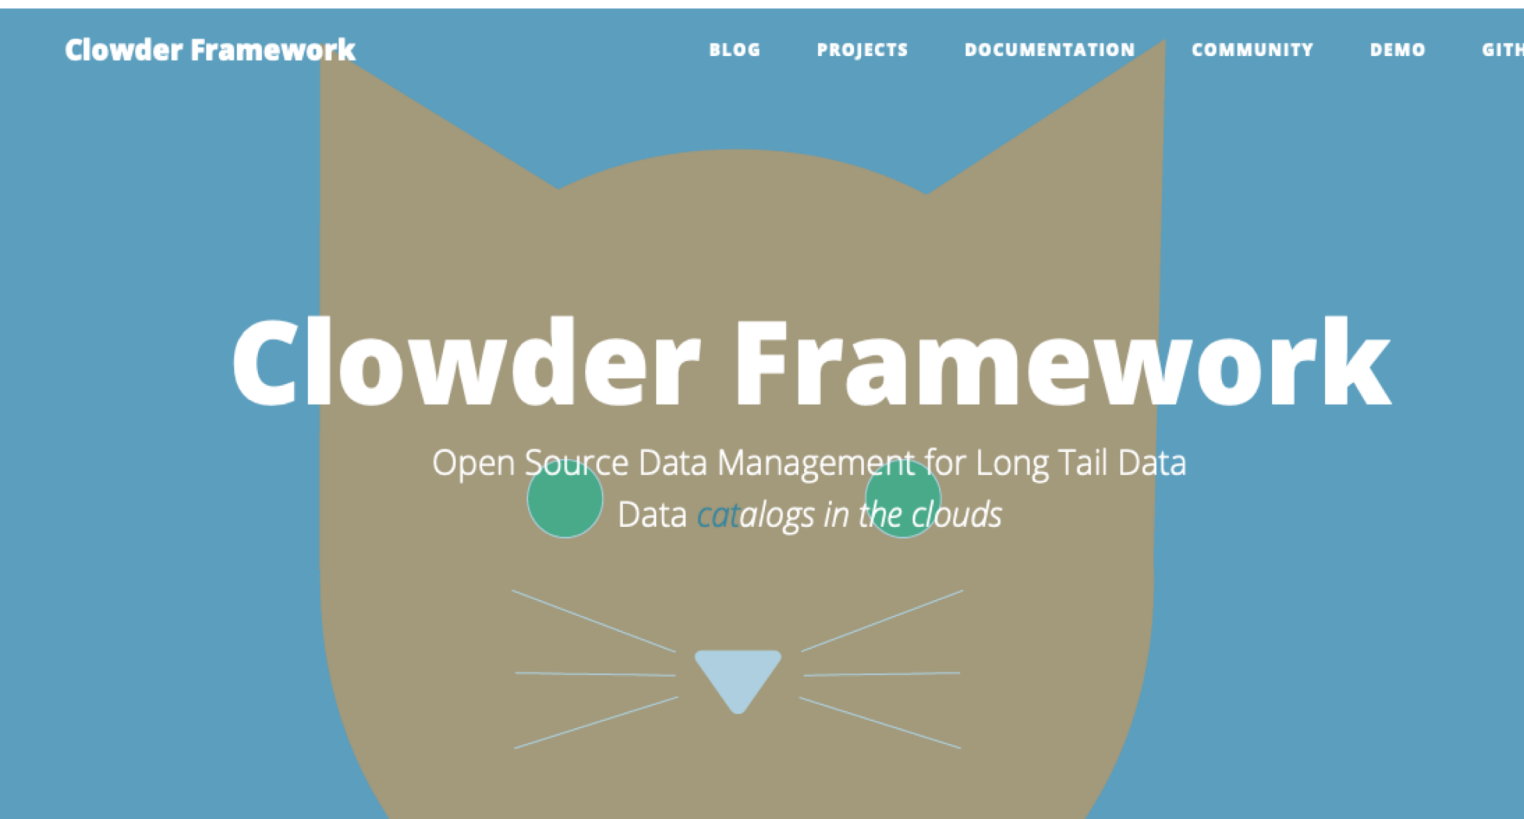 Clowder Framework
BLOG PROJECTS DOCUMENTATION COMMUNITY DEMO
Clowder Framework
Open Source Data Management for Long Tail Data
Data catalogs in the clouds